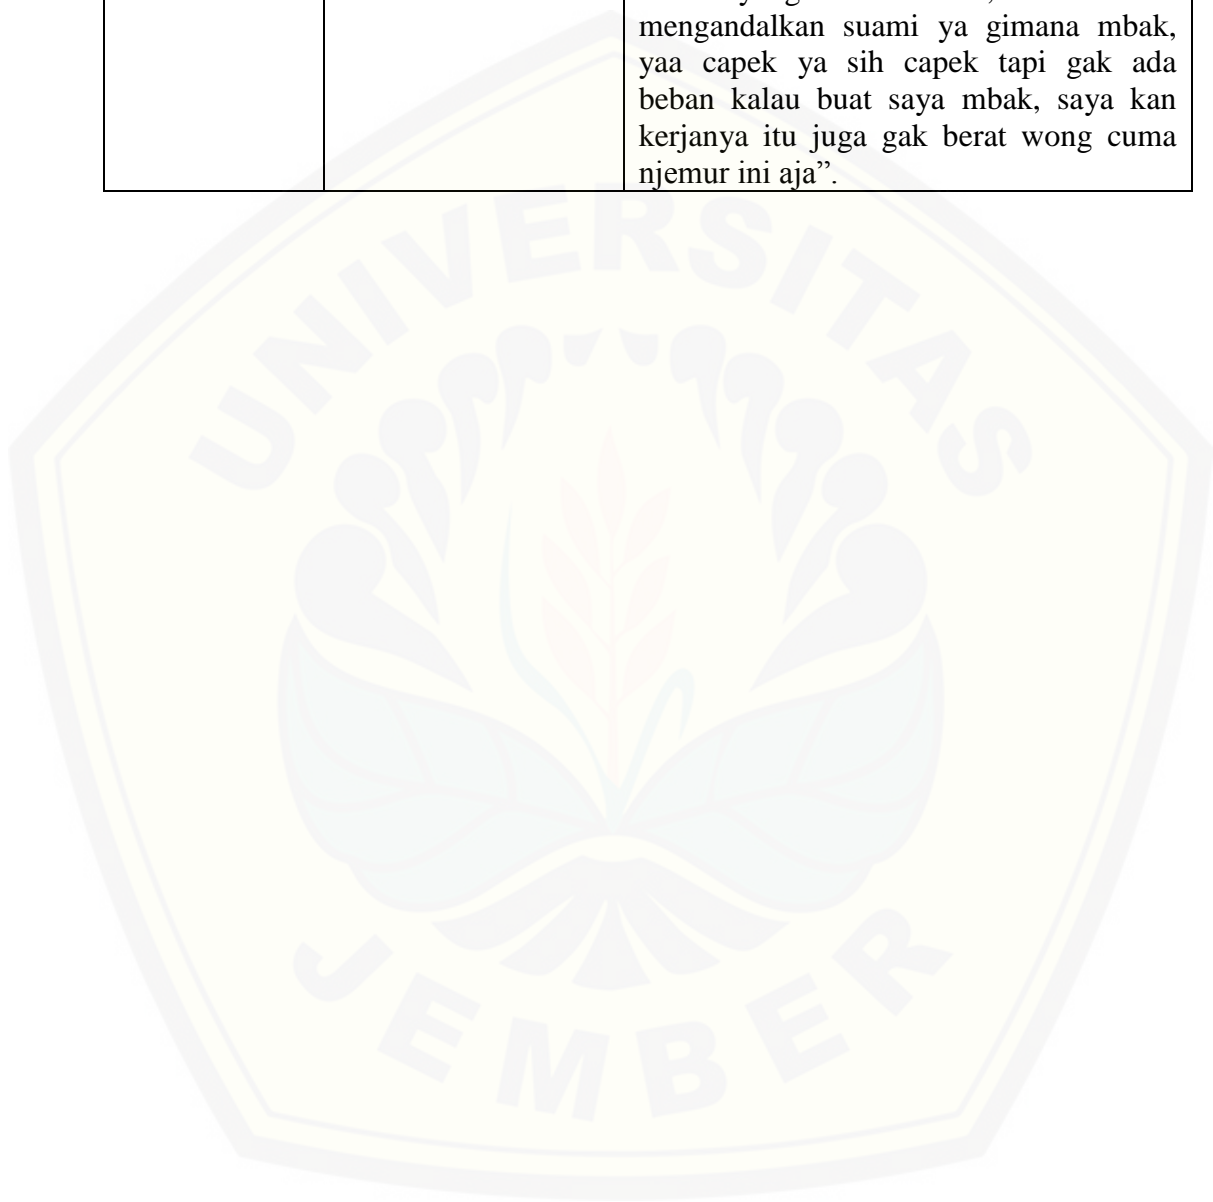 mengandalkan suami ya gimana mbak,
yaa capek ya sih capek tapi gak ada
beban kalau buat saya mbak, saya kan
kerjanya itu juga gak berat wong cuma
njemur ini aja”.
UNIVERSITAS
JEMBER